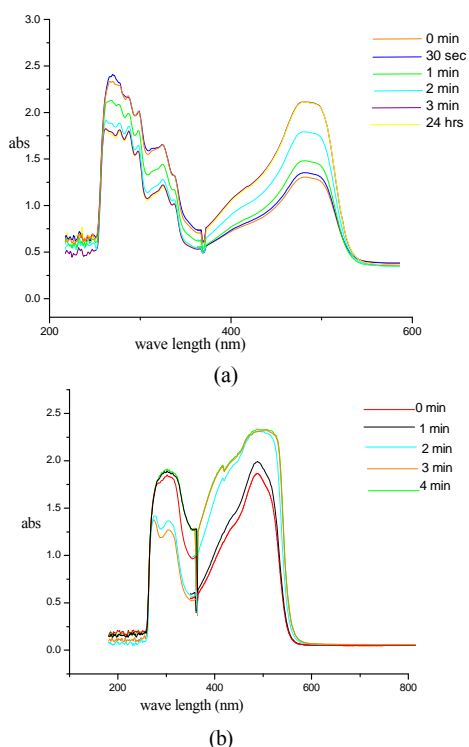 3.0
2.5
2.0
1.5
1.0
0.5
0.0
abs
200
400
600
wave length (nm)
0 min
30 sec
1 min
2 min
3 min
24 hrs
(a)
2.5
2.0
1.5
1.0
0.5
0.0
abs
200
400
600
800
wave length (nm)
0 min
1 min
2 min
3 min
4 min
(b)